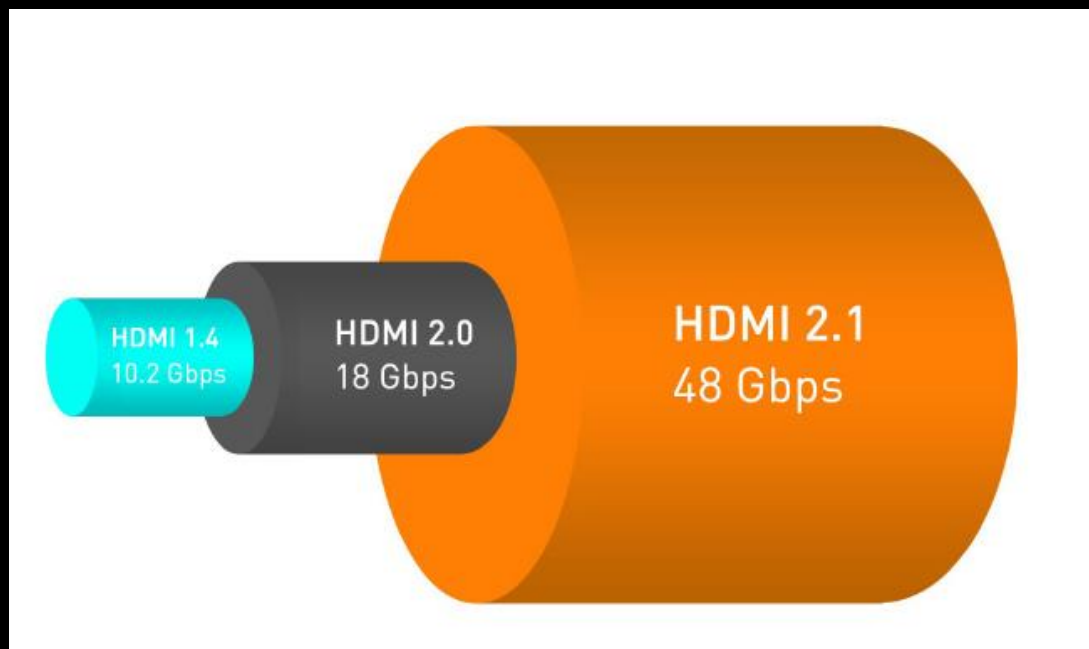 HDMI 1.4
10.2 Gbps
HDMI 2.0
18 Gbps
HDMI 2.1
48 Gbps